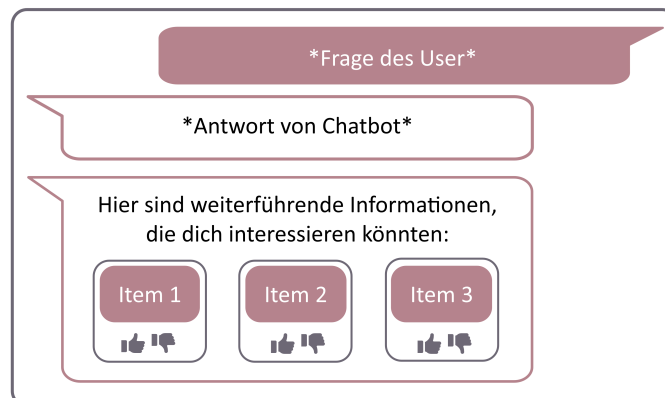 *Frage des User*
*Antwort von Chatbot*
Hier sind weiterführende Informationen,
die dich interessieren könnten:
Item 1
Item 2
Item 3